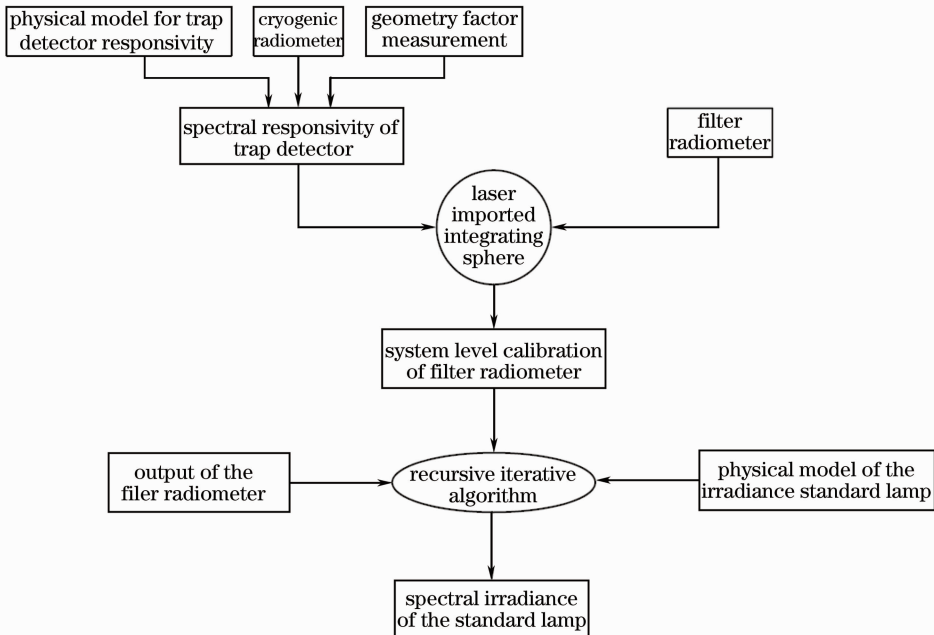 physical model for trap
detector responsivity
cryogenic
radiometer
geometry factor
measurement
spectral responsivity of
trap detector
filter
radiometer
laser
imported
integrating
sphere
system level calibration
of filter radiometer
output of the
filer radiometer
recursive iterative
algorithm
physical model of the
irradiance standard lamp
spectral irradiance
of the standard lamp